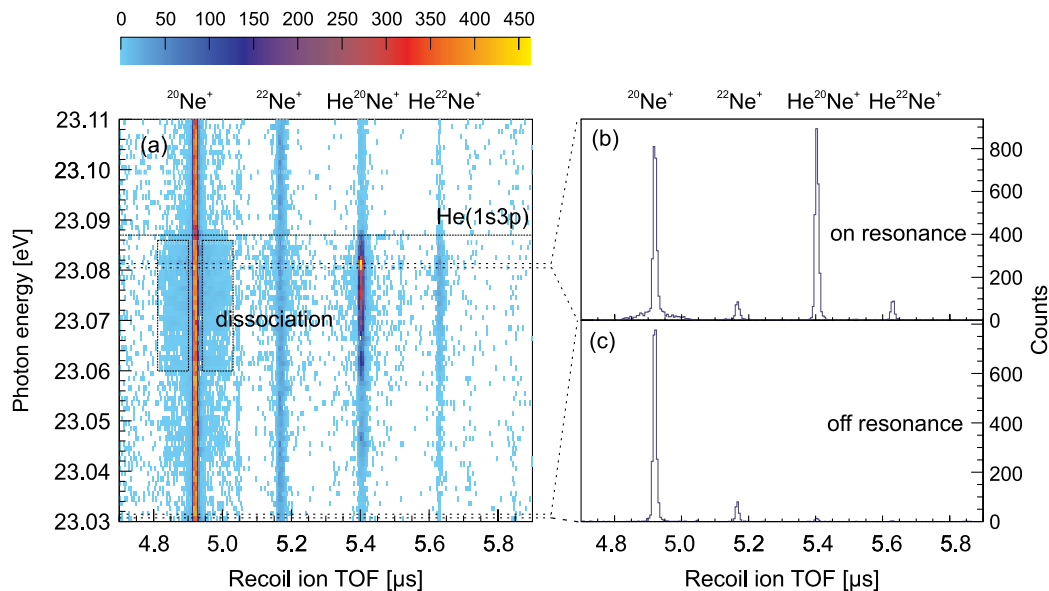 0 50 100 150 200 250 300 350 400 450
²⁰Ne⁺ ²²Ne⁺ He²⁰Ne⁺ He²²Ne⁺
(a)
He(1s3p)
dissociation
23.11
23.10
23.09
23.08
23.07
23.06
23.05
23.04
23.03
Photon energy [eV]
4.8 5.0 5.2 5.4 5.6 5.8
Recoil ion TOF [µs]
²⁰Ne⁺ ²²Ne⁺ He²⁰Ne⁺ He²²Ne⁺
(b)
on resonance
800
600
400
200
0
(c)
off resonance
800
600
400
200
0
Counts
4.8 5.0 5.2 5.4 5.6 5.8
Recoil ion TOF [µs]